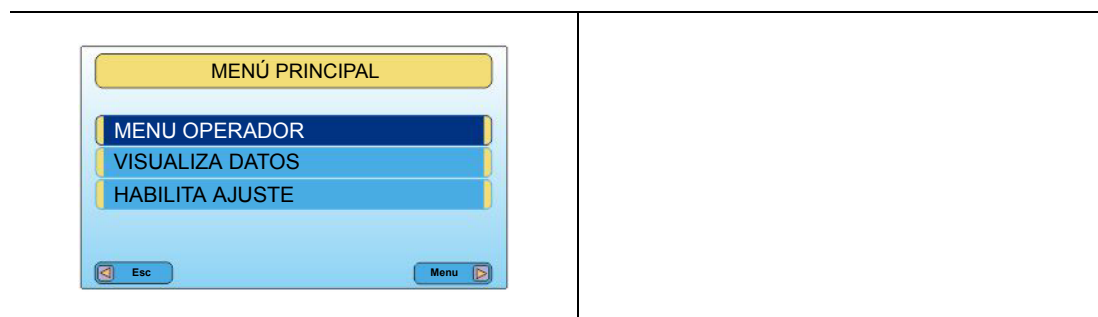 MENÚ PRINCIPAL
MENU OPERADOR
VISUALIZA DATOS
HABILITA AJUSTE
Esc
Menu